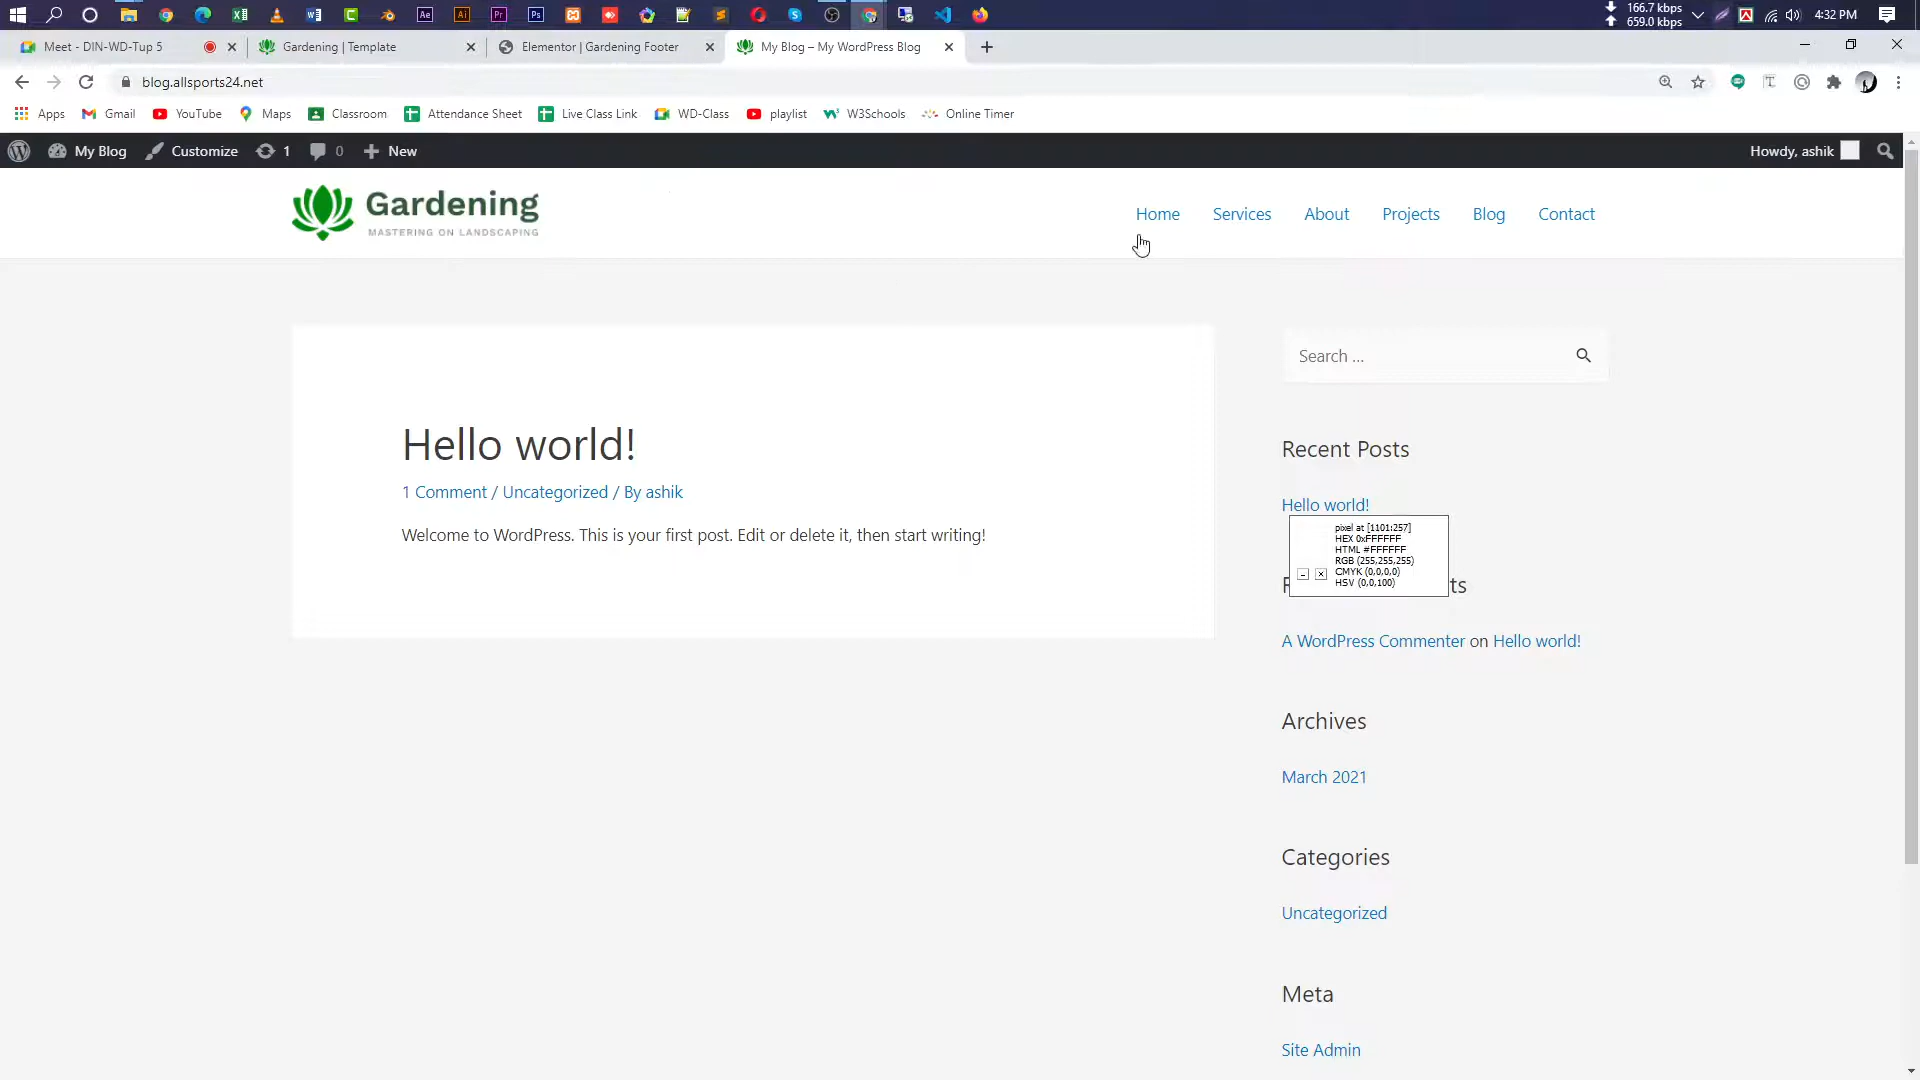 166.7 kbps
659.0 kbps
4:32 PM
Meet - DIN-WD-Tup 5
Gardening | Template
Elementor | Gardening Footer
My Blog – My WordPress Blog
blog.allsports24.net
Apps
Gmail
YouTube
Maps
Classroom
Attendance Sheet
Live Class Link
WD-Class
playlist
W3Schools
Online Timer
My Blog
Customize
1
0
New
Howdy, ashik
Gardening
MASTERING ON LANDSCAPING
Home
Services
About
Projects
Blog
Contact
Hello world!
1 Comment / Uncategorized / By ashik
Welcome to WordPress. This is your first post. Edit or delete it, then start writing!
Search ...
Recent Posts
Hello world!
pixel at [1101:257]
HEX 0xFFFFFF
HTML #FFFFFF
RGB (255,255,255)
CMYK (0,0,0,0)
HSV (0,0,100)
A WordPress Commenter on Hello world!
Archives
March 2021
Categories
Uncategorized
Meta
Site Admin